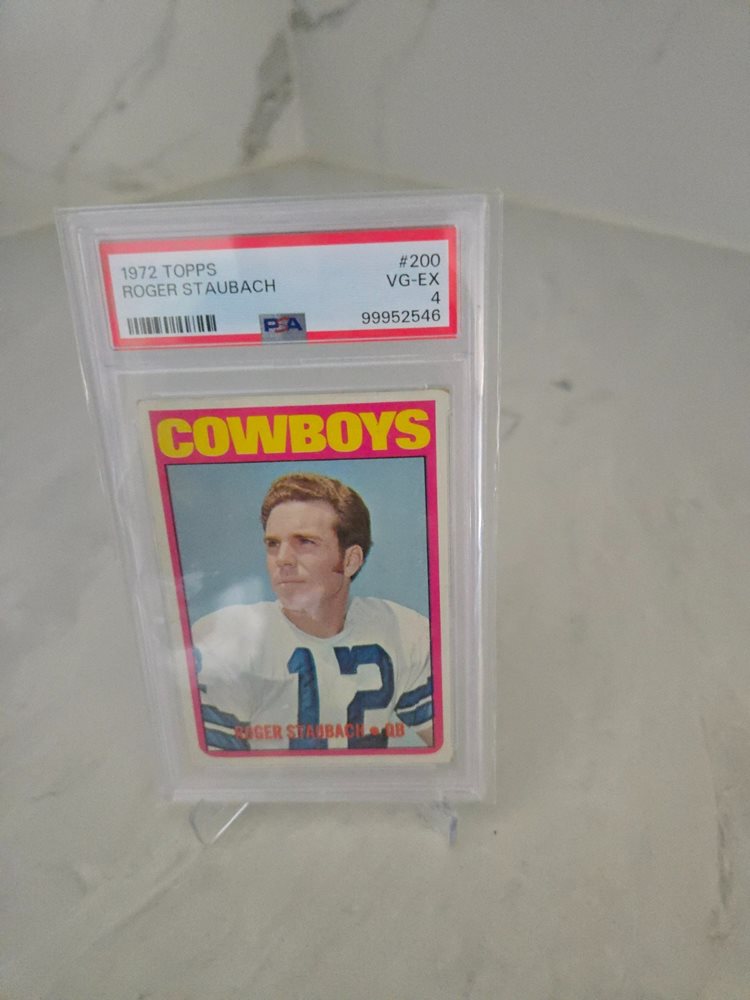 1972 TOPPS #200
ROGER STAUBACH VG-EX
4
PSA 99952546
COWBOYS
12
ROGER STAUBACH • QB